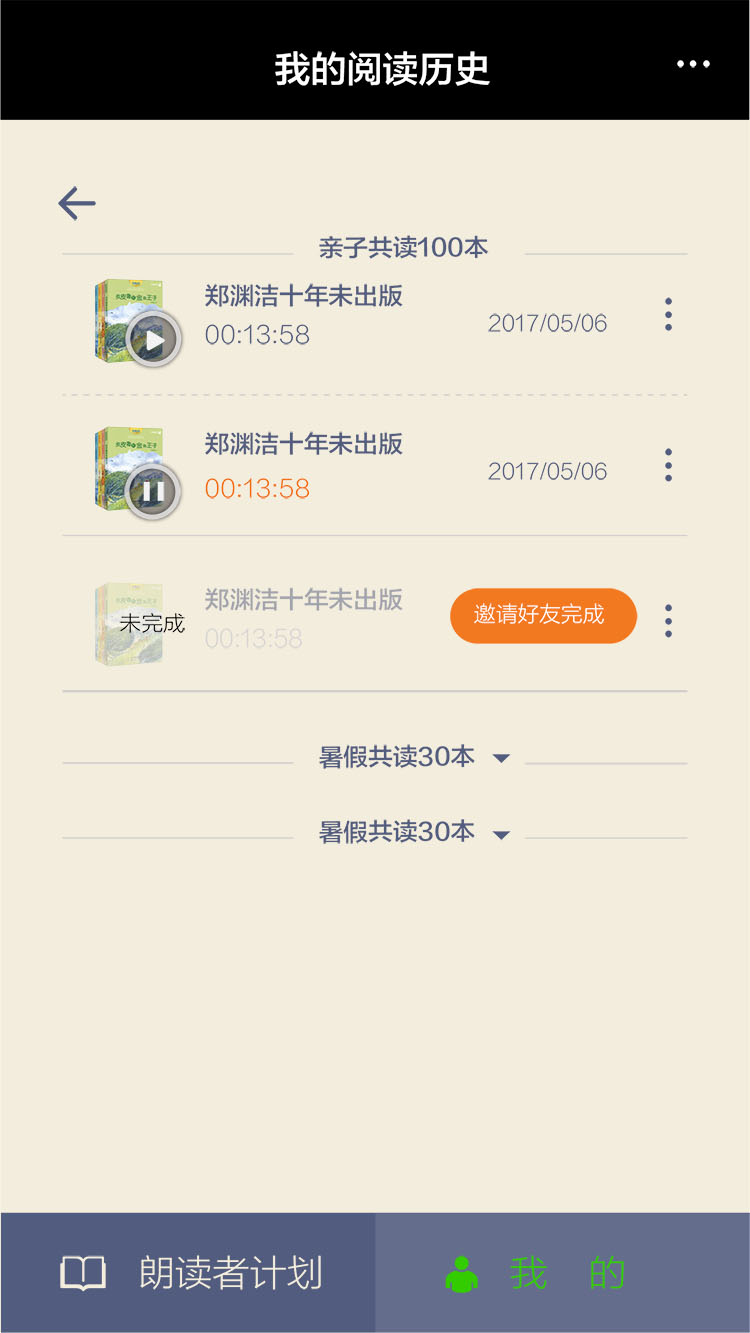 我的阅读历史
亲子共读100本
郑渊洁十年未出版
00:13:58
2017/05/06
郑渊洁十年未出版
00:13:58
2017/05/06
郑渊洁十年未出版
未完成
00:13:58
邀请好友完成
暑假共读30本
暑假共读30本
朗读者计划
我 的